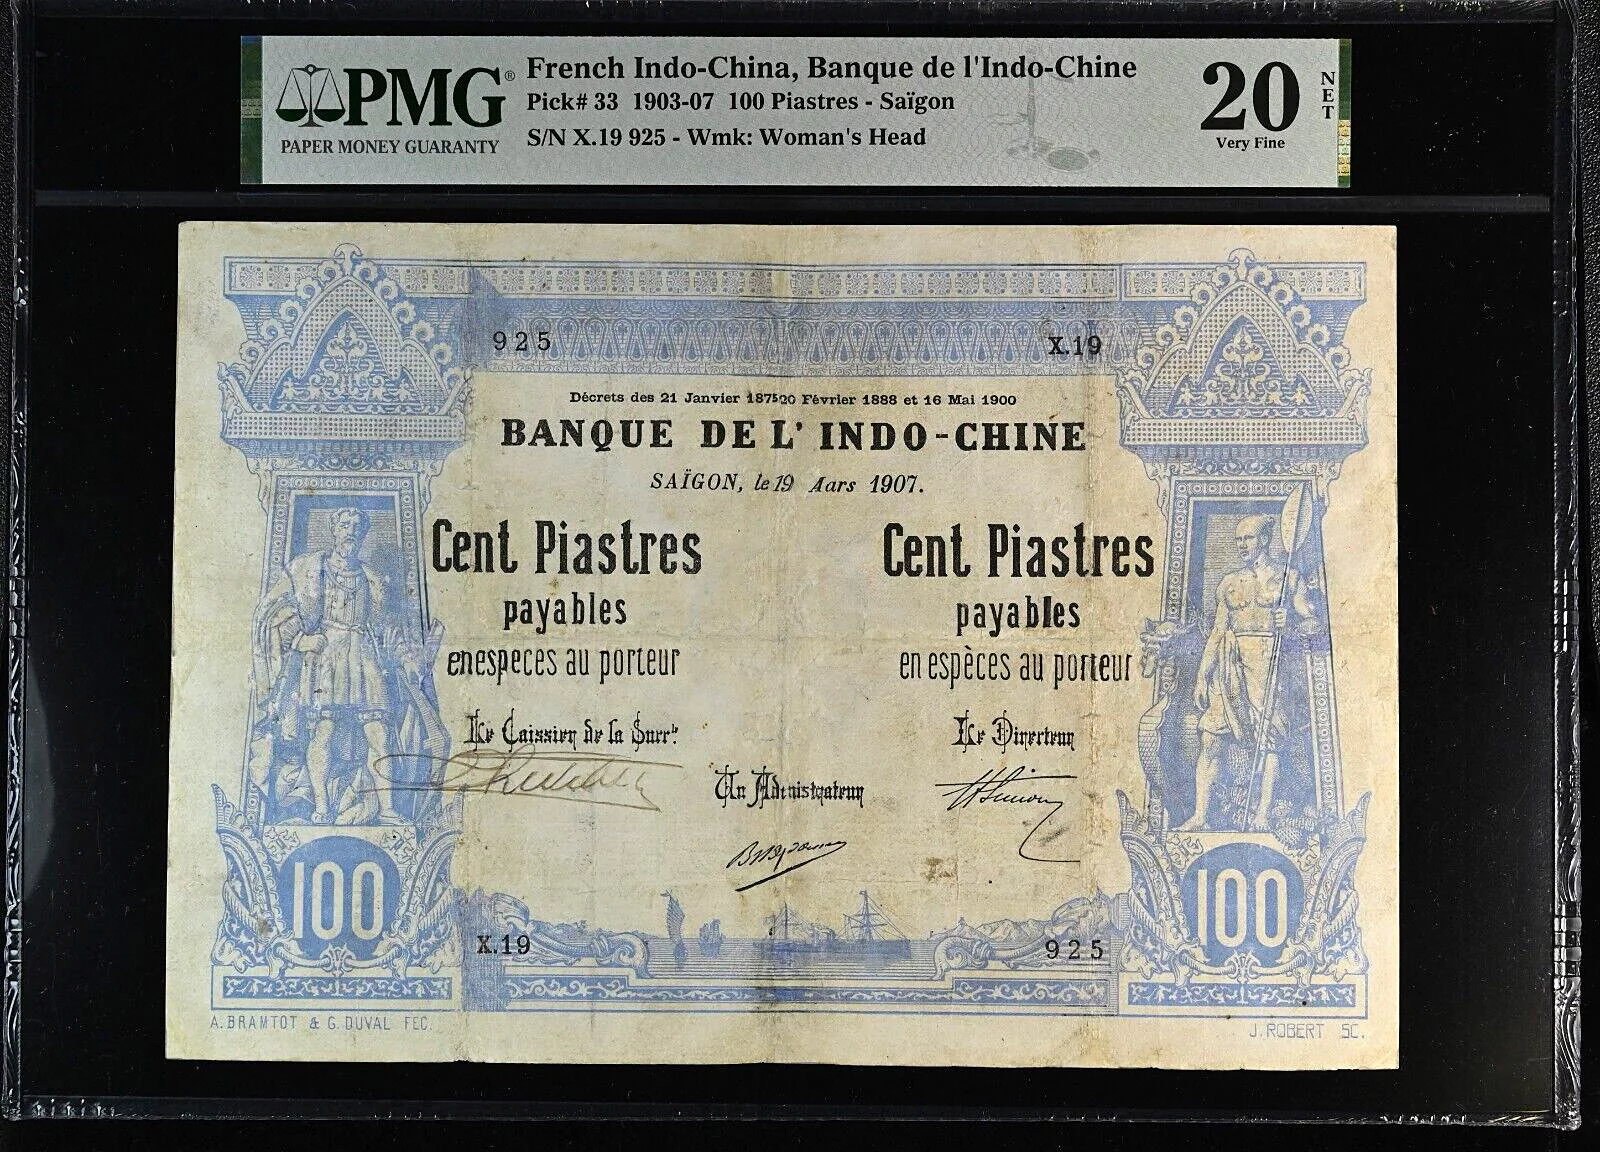 PMG®
PAPER MONEY GUARANTY
French Indo-China, Banque de l'Indo-Chine
Pick# 33 1903-07 100 Piastres - Saïgon
S/N X.19 925 - Wmk: Woman's Head
20
NET
Very Fine
925 X.19
Décrets des 21 Janvier 1875 20 Février 1888 et 16 Mai 1900
BANQUE DE L'INDO-CHINE
SAÏGON, le 19 Aars 1907.
Cent Piastres
payables
en especes au porteur
Cent Piastres
payables
en espèces au porteur
Le Caissier de la Surrle
Le Directeur
Un Administrateur
100
100
X.19 925
A. BRAMTOT & G. DUVAL FEC.
J. ROBERT SC.